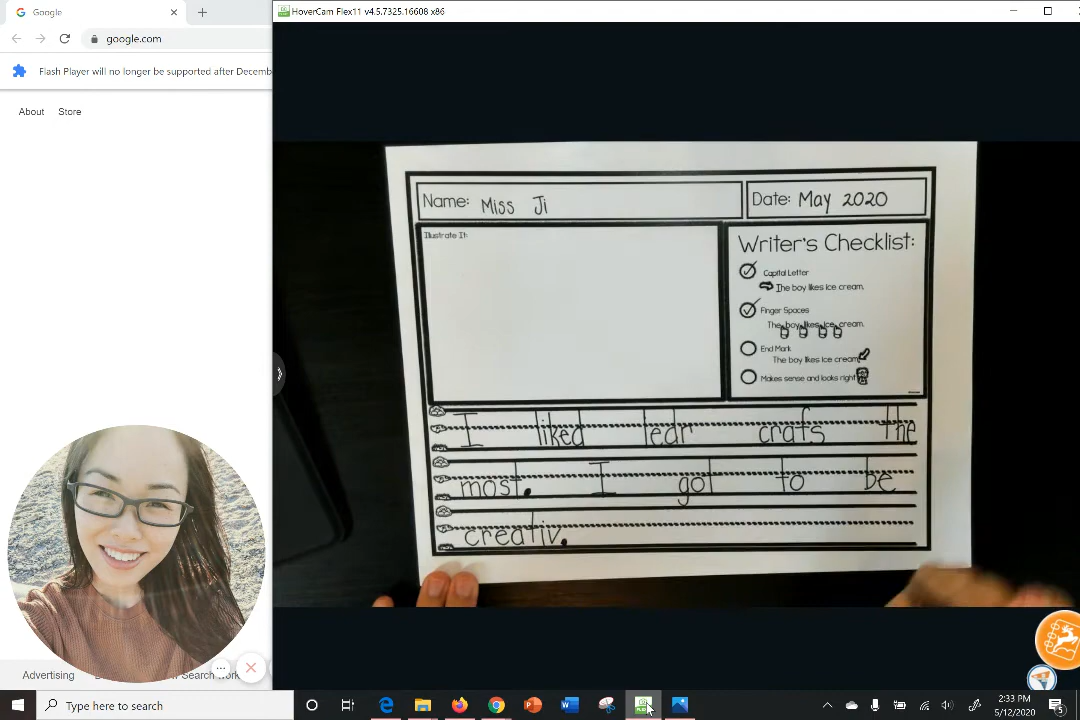 Google
HoverCam Flex11 v4.5.7325.16608 x86
google.com
Flash Player will no longer be supported after Decemb
About Store
Name: Miss Ji
Date: May 2020
Illustrate It:
Writer's Checklist:
Capital Letter
The boy likes ice cream.
Finger Spaces
The boy likes ice cream.
End Mark
The boy likes ice cream
Makes sense and looks right
I liked ledr crafs the
most. I got to be
creativ.
Advertising
Search work
Type here to search
2:33 PM
5/12/2020
5